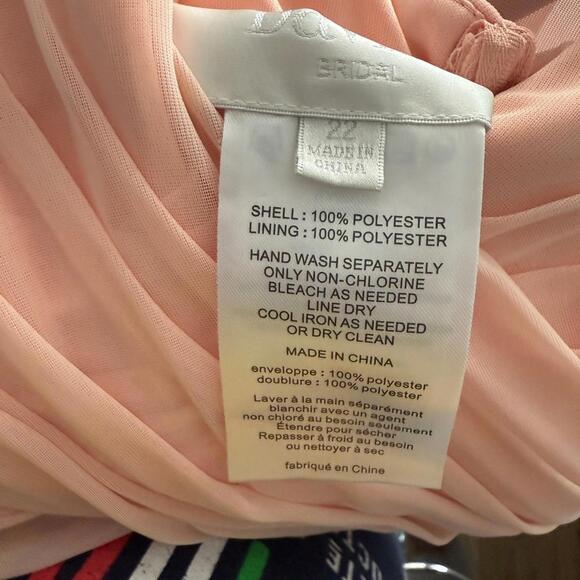 BRIDAL
22
MADE IN
CHINA
SHELL : 100% POLYESTER
LINING : 100% POLYESTER
HAND WASH SEPARATELY
ONLY NON-CHLORINE
BLEACH AS NEEDED
LINE DRY
COOL IRON AS NEEDED
OR DRY CLEAN
MADE IN CHINA
enveloppe : 100% polyester
doublure : 100% polyester
Laver à la main séparément
blanchir avec un agent
non chloré au besoin seulement
Étendre pour sécher
Repasser à froid au besoin
ou nettoyer à sec
fabriqué en Chine